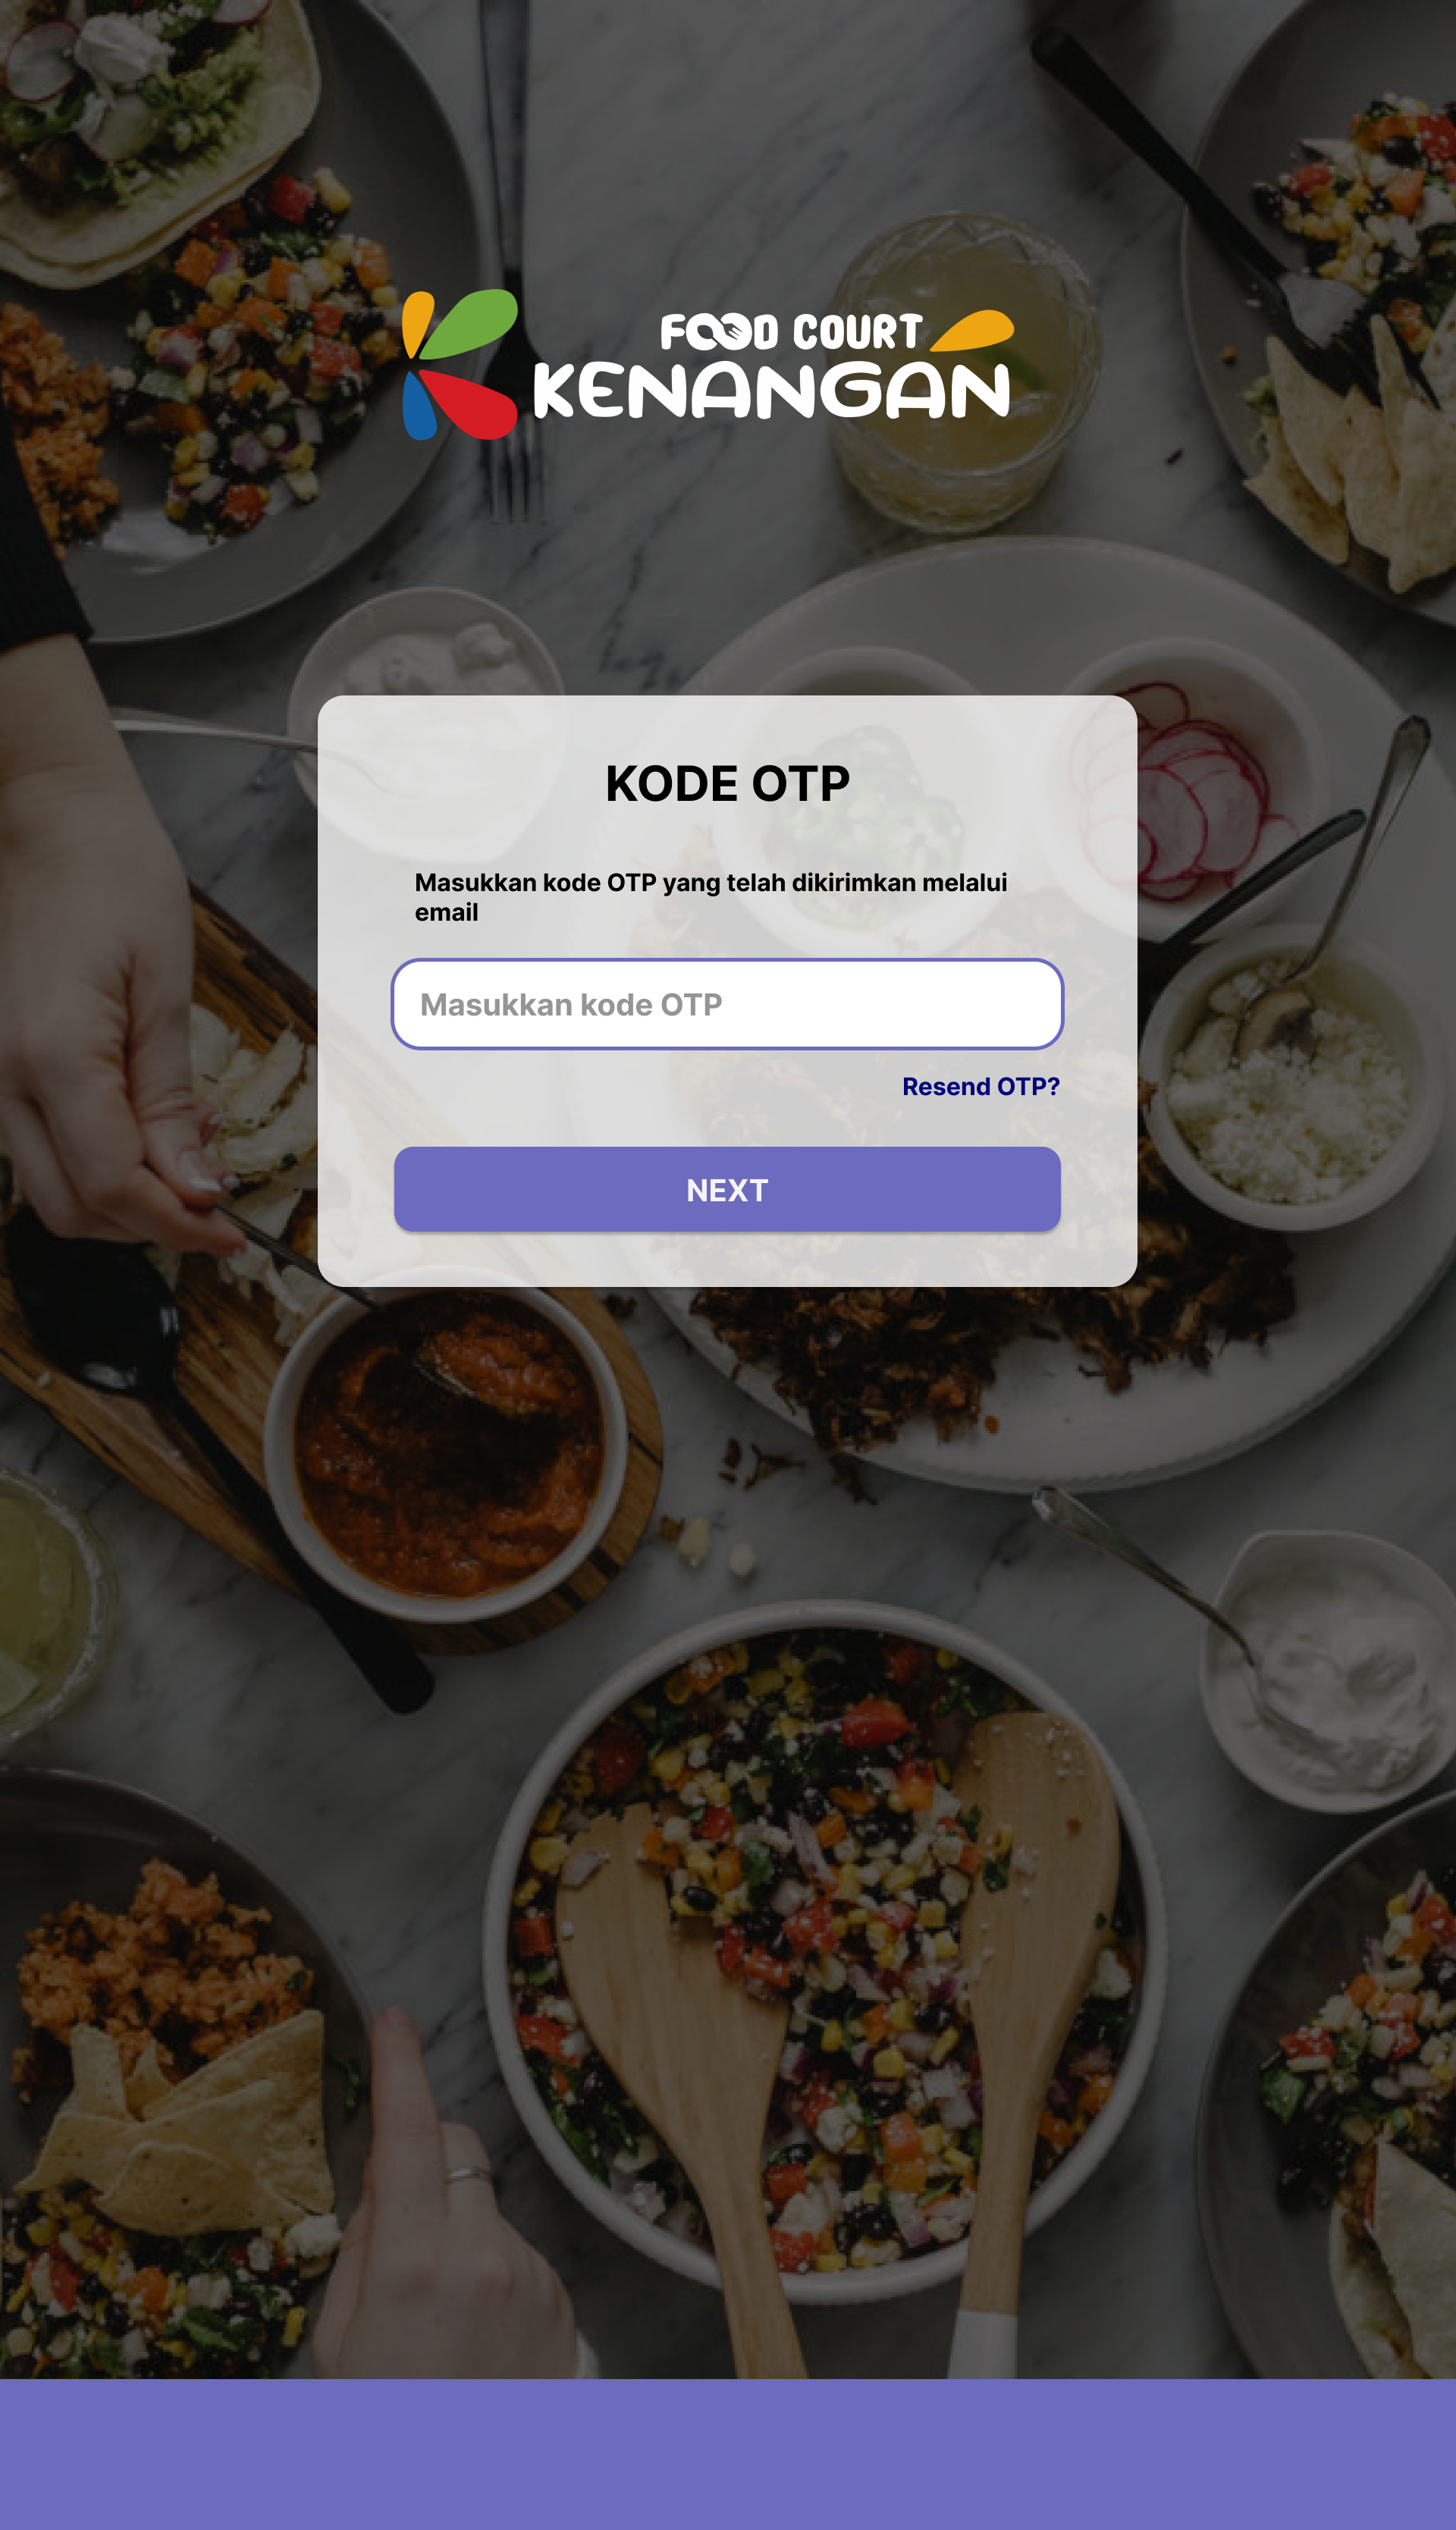 FOOD COURT
KENANGAN
KODE OTP
Masukkan kode OTP yang telah dikirimkan melalui
email
Masukkan kode OTP
Resend OTP?
NEXT